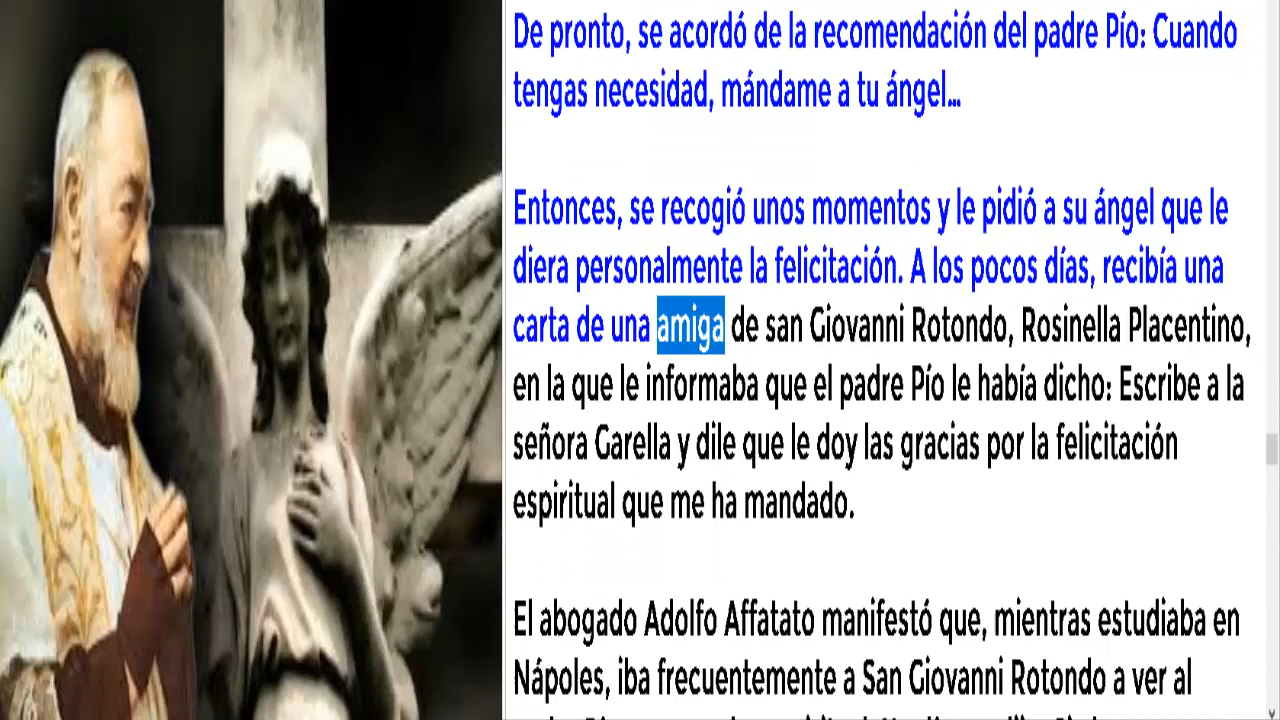 De pronto, se acordó de la recomendación del padre Pío: Cuando
tengas necesidad, mándame a tu ángel...
Entonces, se recogió unos momentos y le pidió a su ángel que le
diera personalmente la felicitación. A los pocos días, recibía una
carta de una amiga de san Giovanni Rotondo, Rosinella Placentino,
en la que le informaba que el padre Pío le había dicho: Escribe a la
señora Garella y dile que le doy las gracias por la felicitación
espiritual que me ha mandado.
El abogado Adolfo Affatato manifestó que, mientras estudiaba en
Nápoles, iba frecuentemente a San Giovanni Rotondo a ver al